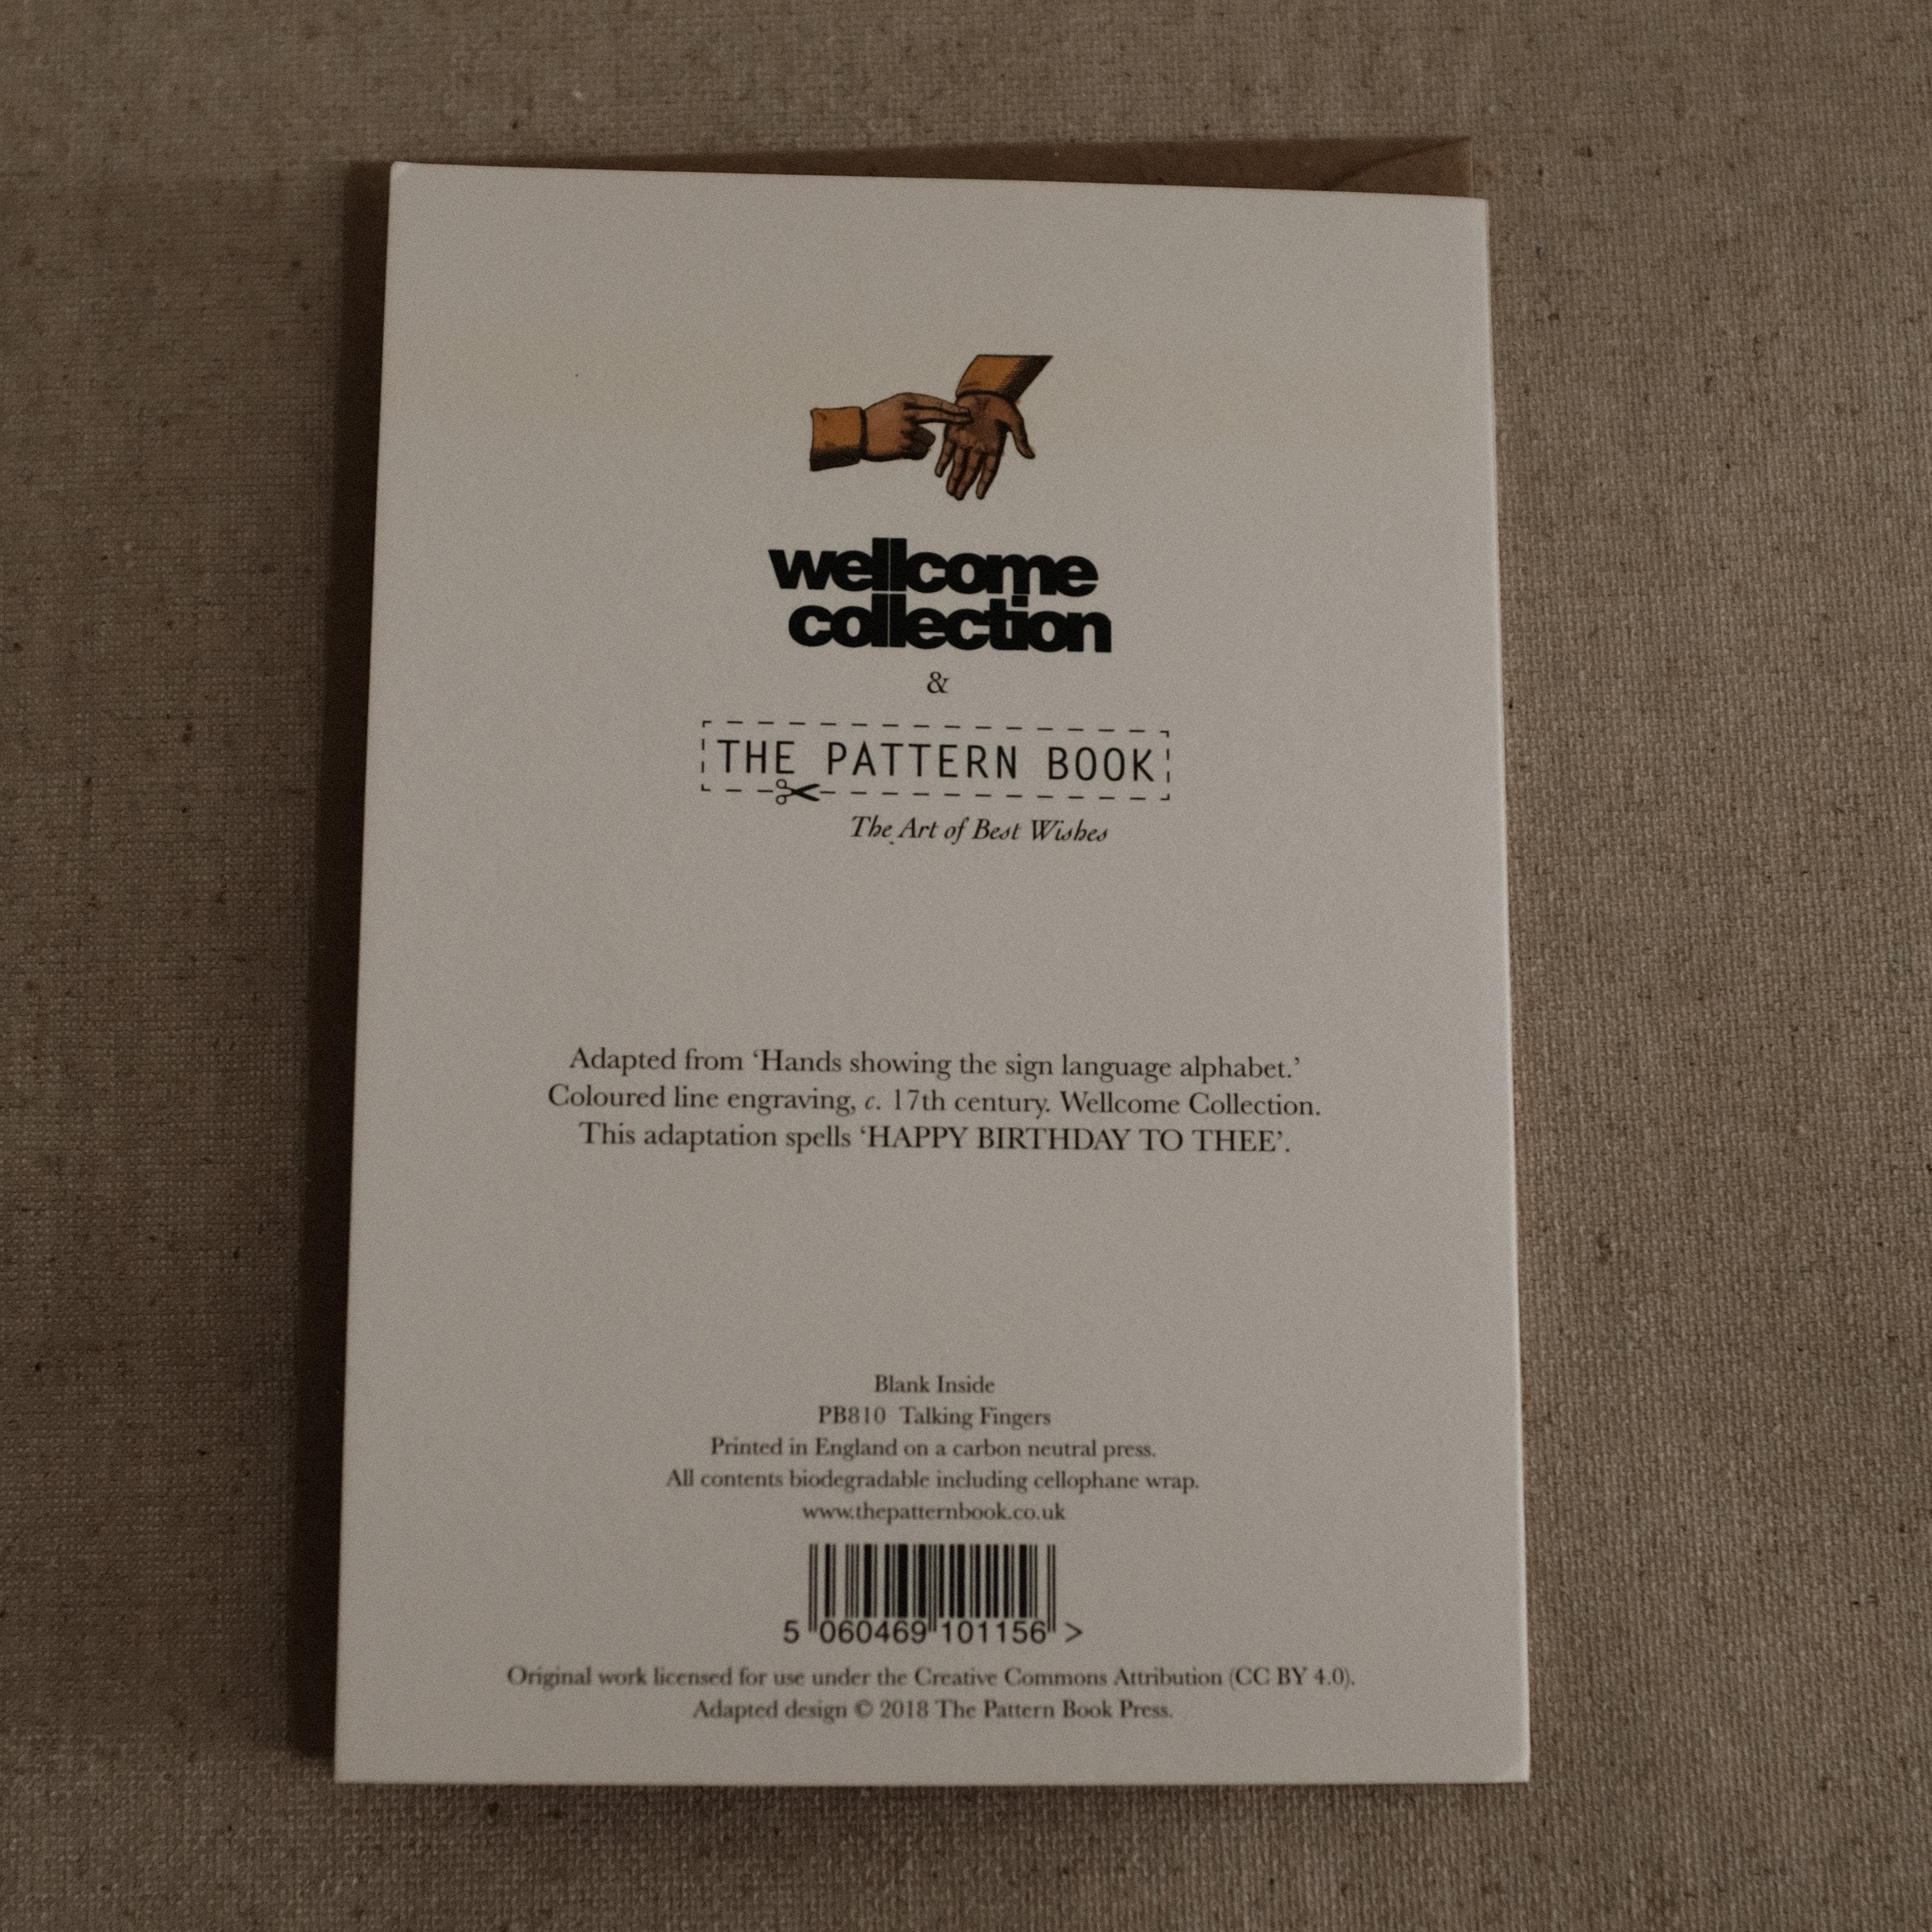 wellcome
collection
&
THE PATTERN BOOK
The Art of Best Wishes
Adapted from ‘Hands showing the sign language alphabet.’
Coloured line engraving, c. 17th century. Wellcome Collection.
This adaptation spells ‘HAPPY BIRTHDAY TO THEE’.
Blank Inside
PB810 Talking Fingers
Printed in England on a carbon neutral press.
All contents biodegradable including cellophane wrap.
www.thepatternbook.co.uk
5 060469 101156 >
Original work licensed for use under the Creative Commons Attribution (CC BY 4.0).
Adapted design © 2018 The Pattern Book Press.